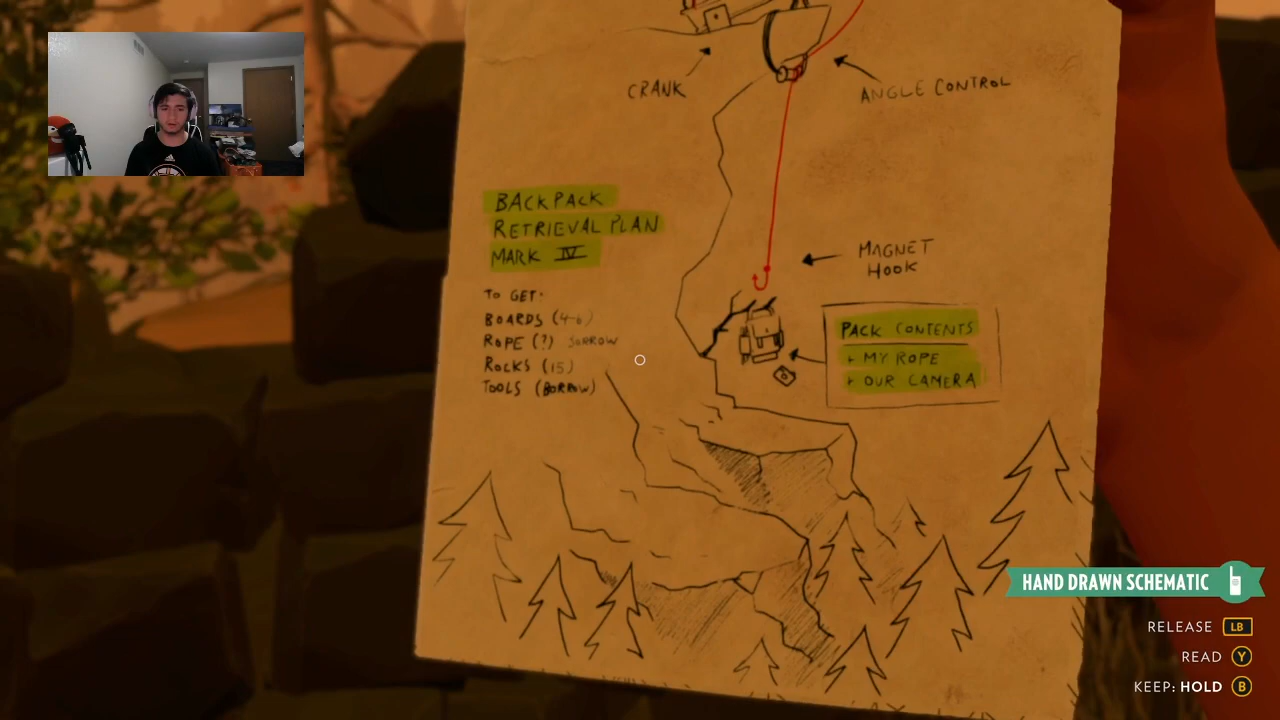 CRANK
ANGLE CONTROL
BACKPACK
RETRIEVAL PLAN
MARK IV
MAGNET
HOOK
TO GET:
BOARDS (4-6)
ROPE (?) BORROW
ROCKS (15)
TOOLS (BORROW)
PACK CONTENTS
+ MY ROPE
+ OUR CAMERA
HAND DRAWN SCHEMATIC
RELEASE LB
READ Y
KEEP: HOLD B